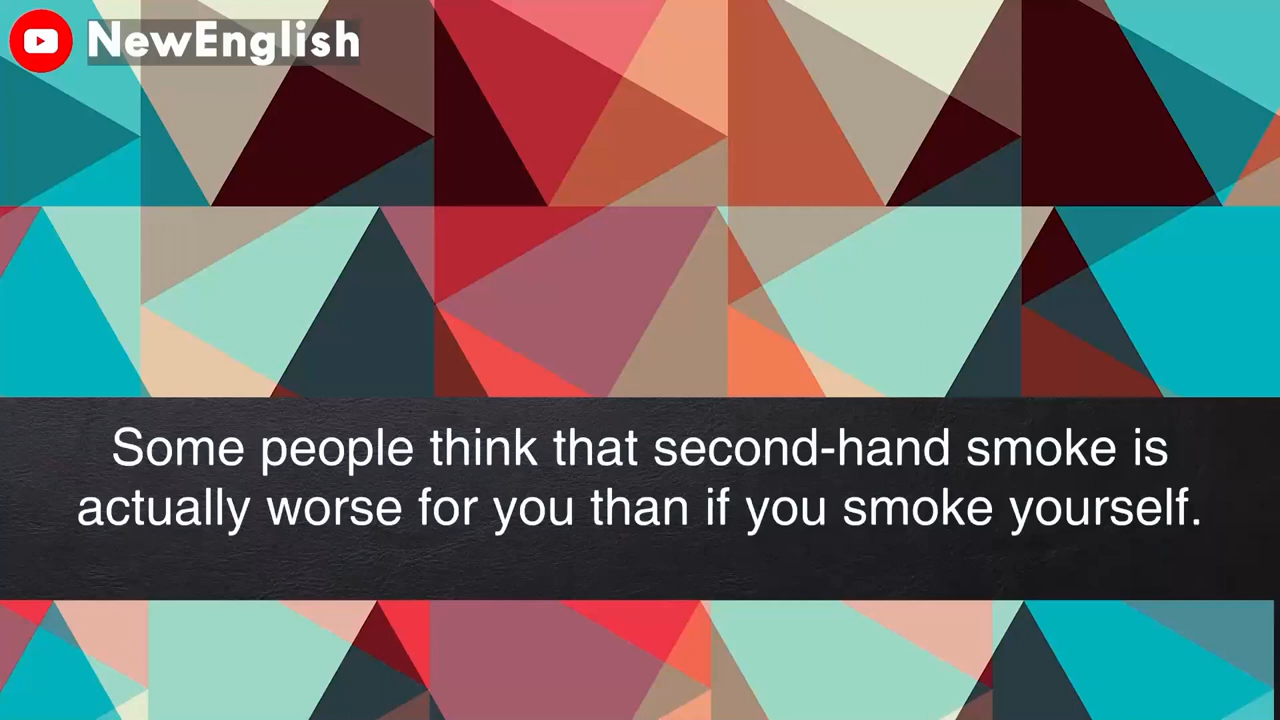 NewEnglish
Some people think that second-hand smoke is
actually worse for you than if you smoke yourself.